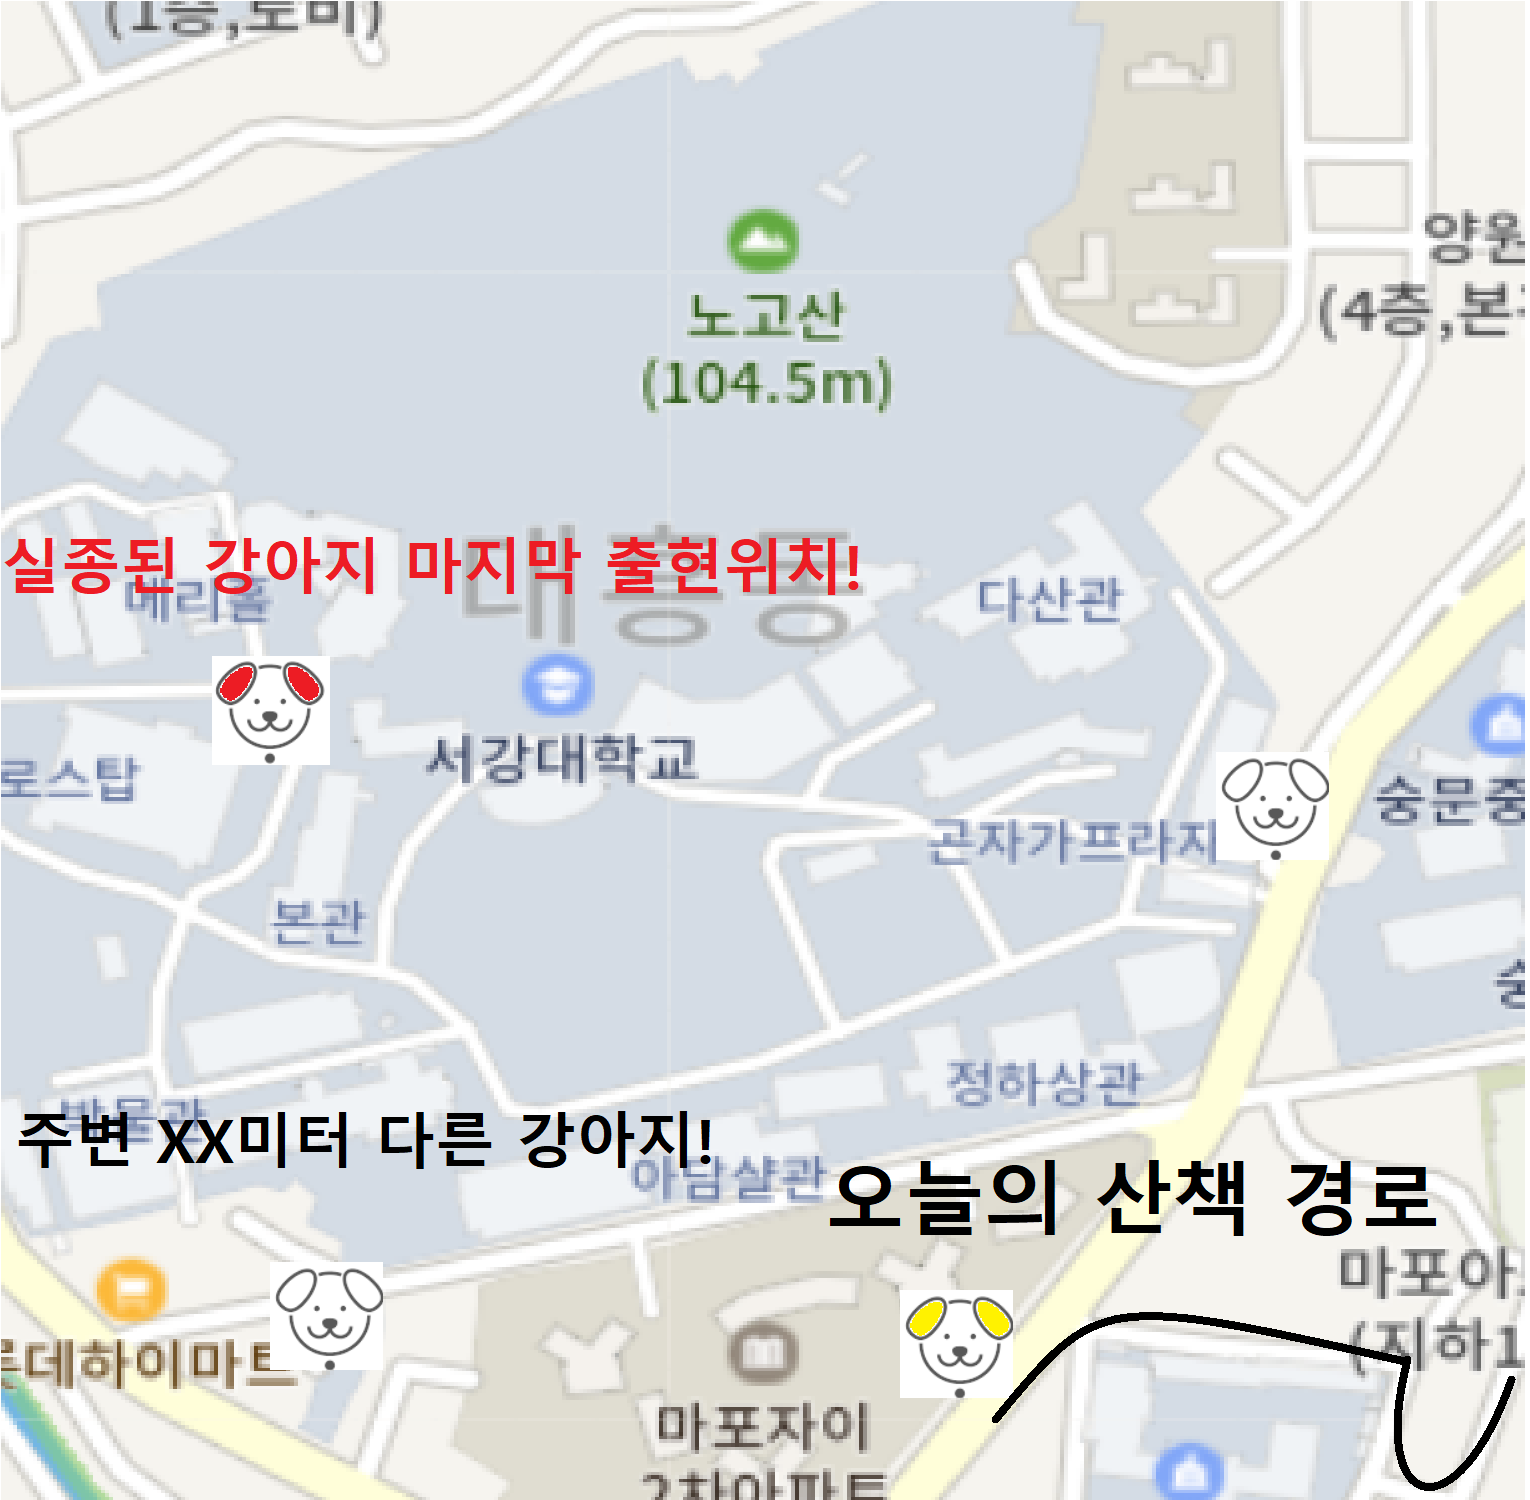 (1층,로비)
노고산
(104.5m)
양원
(4층,본
실종된 강아지 마지막 출현위치!
메리홀
대흥동
다산관
서강대학교
로스탑
곤자가프라자
숭문중
본관
숭
정하상관
박물관
주변 XX미터 다른 강아지!
아담샬관
오늘의 산책 경로
마포아
(지하1
롯데하이마트
마포자이
2차아파트